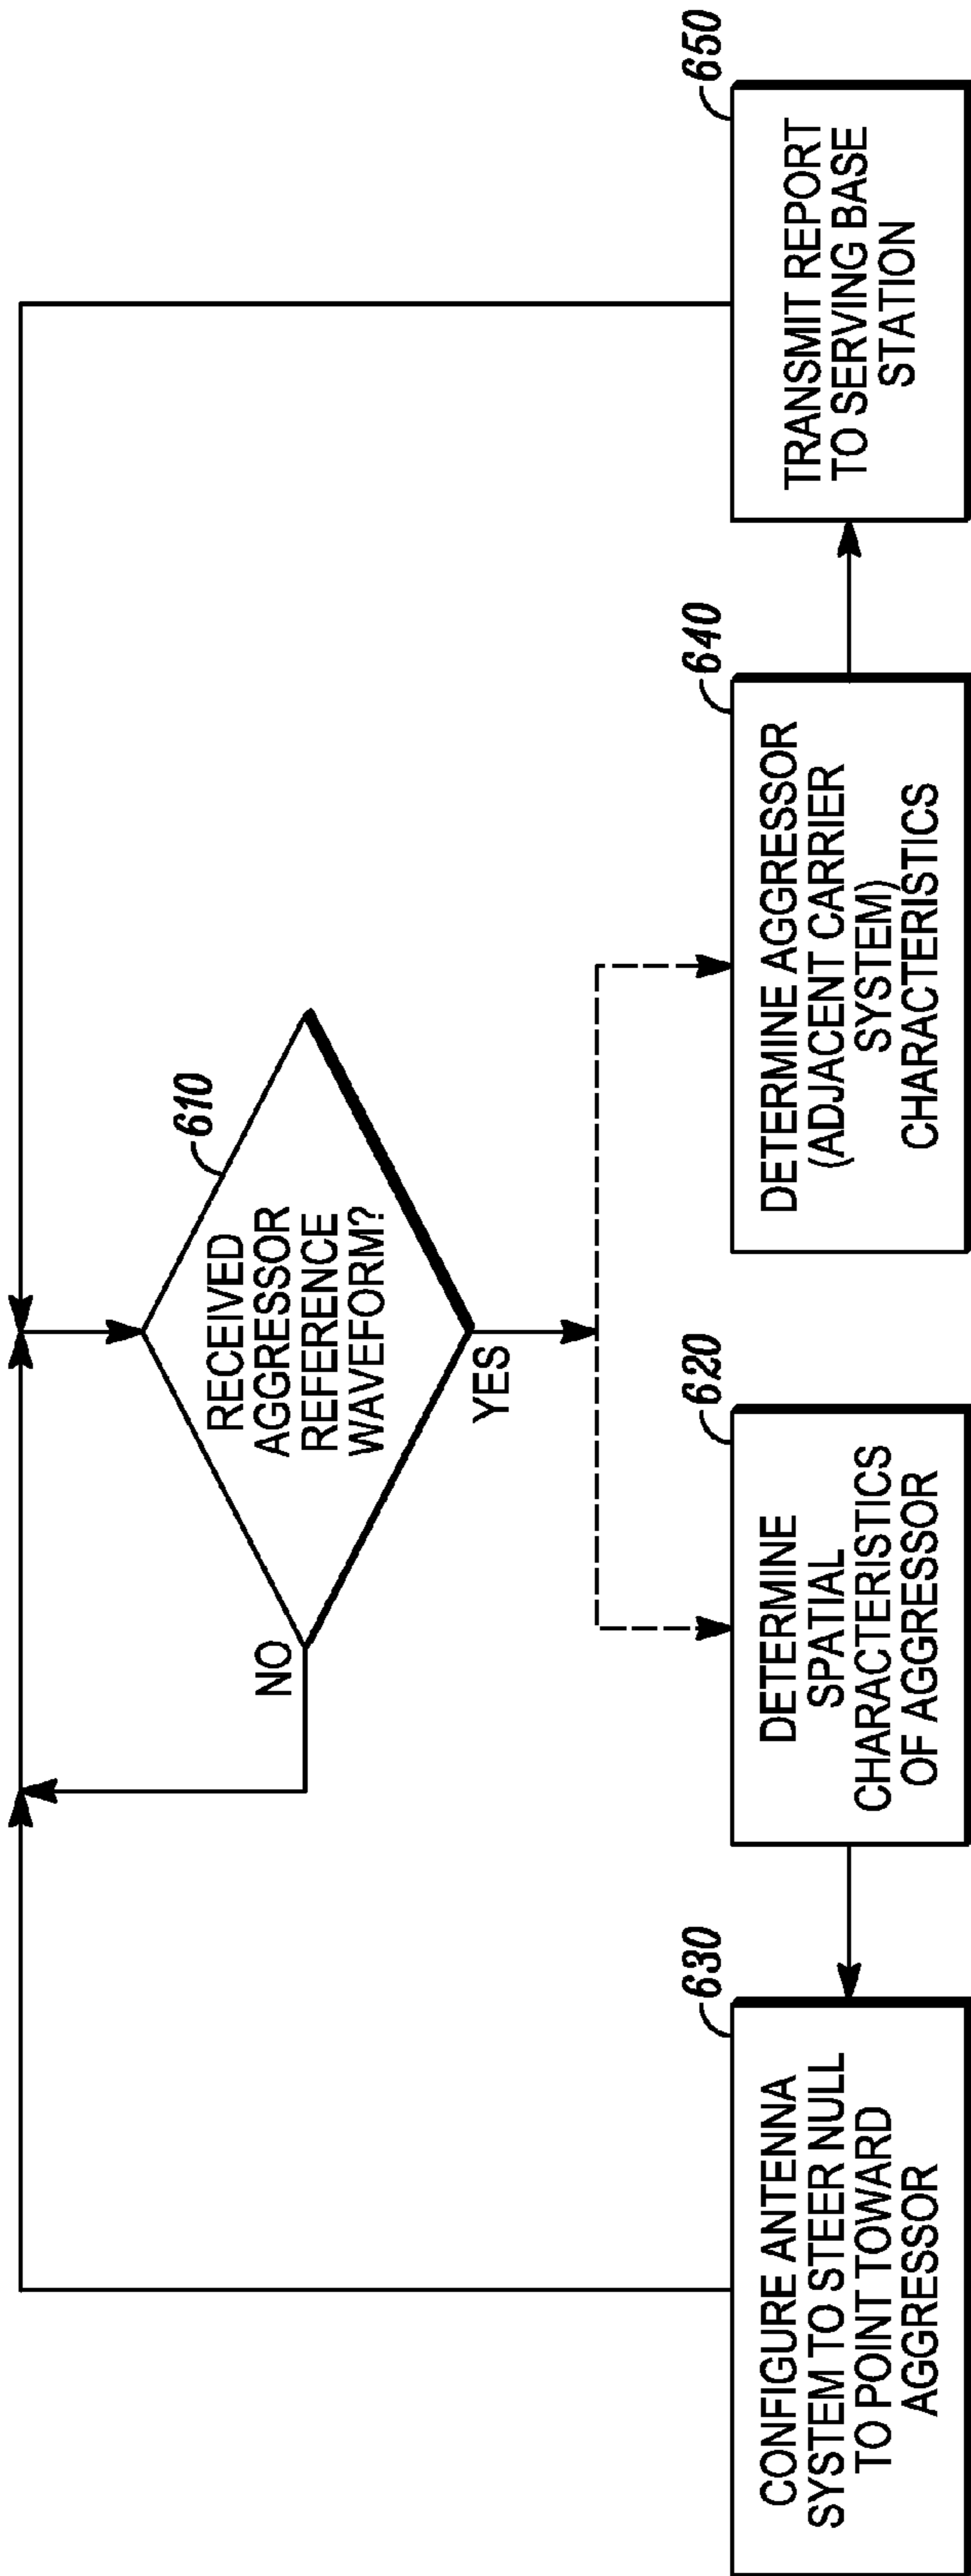 610
RECEIVED
AGGRESSOR
REFERENCE
WAVEFORM?
NO
YES
630
CONFIGURE ANTENNA
SYSTEM TO STEER NULL
TO POINT TOWARD
AGGRESSOR
620
DETERMINE
SPATIAL
CHARACTERISTICS
OF AGGRESSOR
640
DETERMINE AGGRESSOR
(ADJACENT CARRIER
SYSTEM)
CHARACTERISTICS
650
TRANSMIT REPORT
TO SERVING BASE
STATION